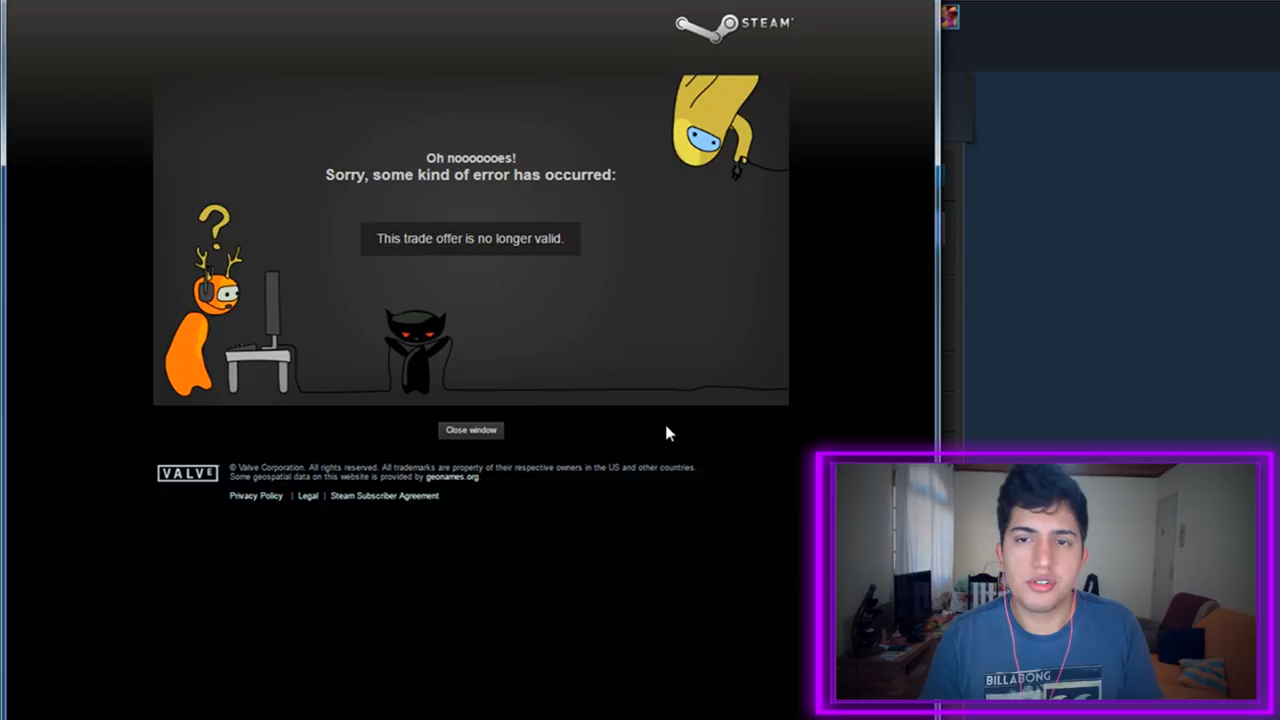 STEAM
Oh nooooooes!
Sorry, some kind of error has occurred:
?
This trade offer is no longer valid.
Close window
VALVE
© Valve Corporation. All rights reserved. All trademarks are property of their respective owners in the US and other countries.
Some geospatial data on this website is provided by geonames.org.
Privacy Policy | Legal | Steam Subscriber Agreement
BILLABONG